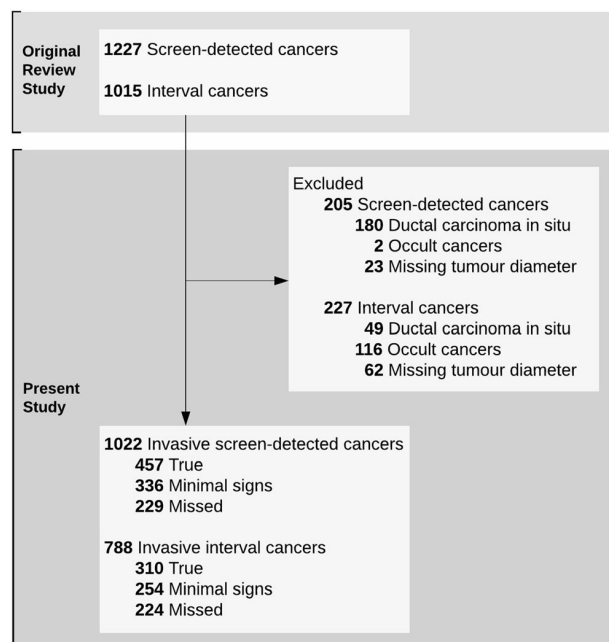 Original
Review
Study
1227 Screen-detected cancers
1015 Interval cancers
Excluded
205 Screen-detected cancers
180 Ductal carcinoma in situ
2 Occult cancers
23 Missing tumour diameter
227 Interval cancers
49 Ductal carcinoma in situ
116 Occult cancers
62 Missing tumour diameter
Present
Study
1022 Invasive screen-detected cancers
457 True
336 Minimal signs
229 Missed
788 Invasive interval cancers
310 True
254 Minimal signs
224 Missed